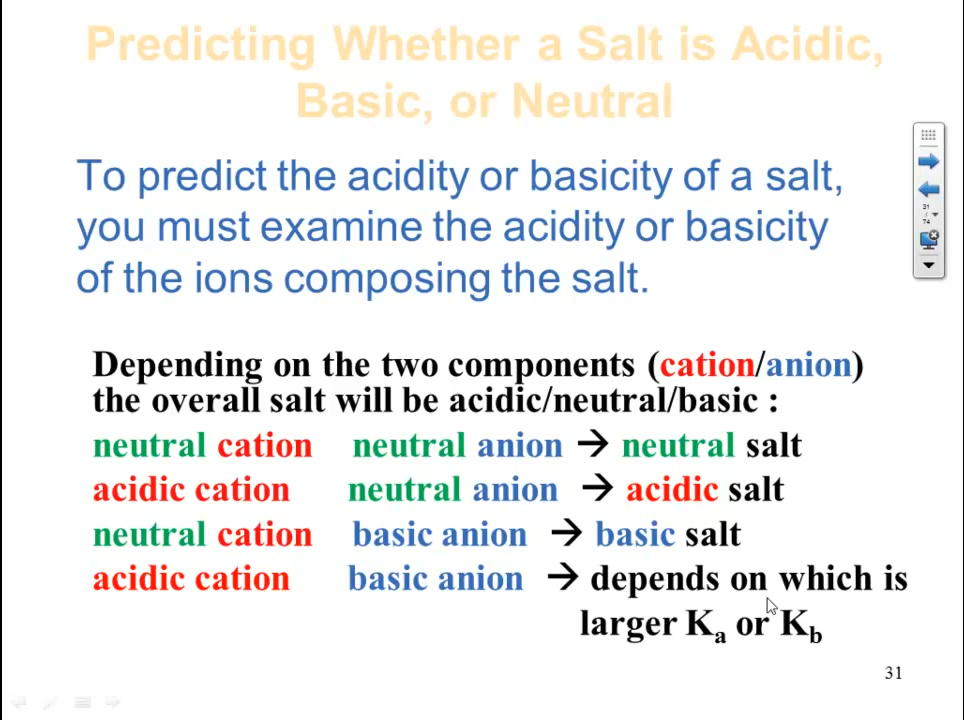 Predicting Whether a Salt is Acidic,
Basic, or Neutral
To predict the acidity or basicity of a salt,
you must examine the acidity or basicity
of the ions composing the salt.
31
/
74
Depending on the two components (cation/anion)
the overall salt will be acidic/neutral/basic :
neutral cation neutral anion → neutral salt
acidic cation neutral anion → acidic salt
neutral cation basic anion → basic salt
acidic cation basic anion → depends on which is
larger Kₐ or K_b
31